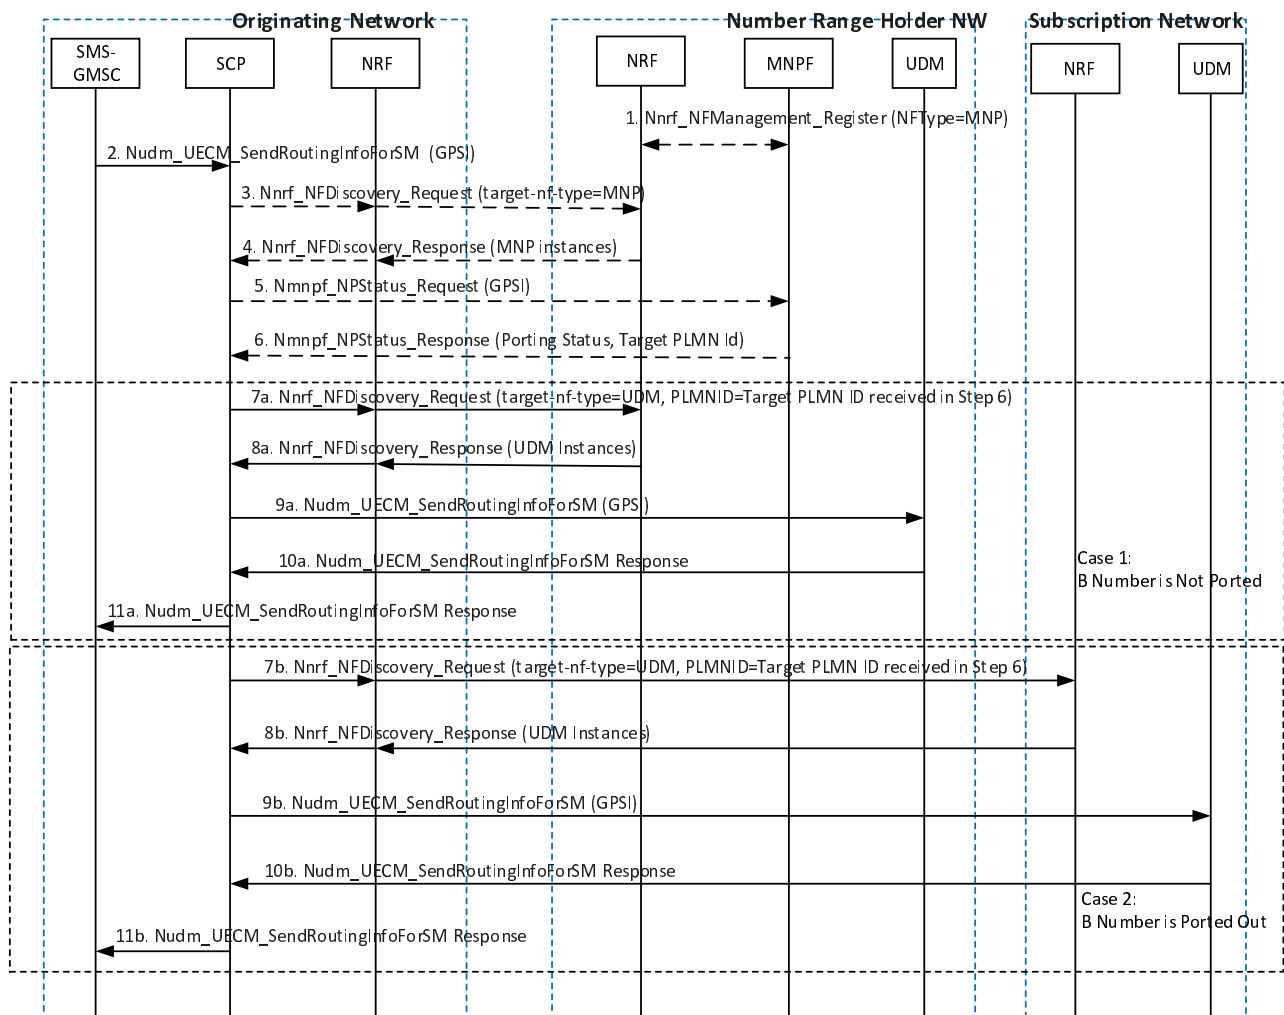 Originating Network
Number Range Holder NW
Subscription Network
SMS-
GMSC
SCP
NRF
NRF
MNPF
UDM
NRF
UDM
1. Nnrf_NFManagement_Register (NFType=MNP)
2. Nudm_UECM_SendRoutingInfoForSM (GPSI)
3. Nnrf_NFDiscovery_Request (target-nf-type=MNP)
4. Nnrf_NFDiscovery_Response (MNP instances)
5. Nmnpf_NPStatus_Request (GPSI)
6. Nmnpf_NPStatus_Response (Porting Status, Target PLMN Id)
7a. Nnrf_NFDiscovery_Request (target-nf-type=UDM, PLMNID=Target PLMN ID received in Step 6)
8a. Nnrf_NFDiscovery_Response (UDM Instances)
9a. Nudm_UECM_SendRoutingInfoForSM (GPSI)
10a. Nudm_UECM_SendRoutingInfoForSM Response
Case 1:
B Number is Not Ported
11a. Nudm_UECM_SendRoutingInfoForSM Response
7b. Nnrf_NFDiscovery_Request (target-nf-type=UDM, PLMNID=Target PLMN ID received in Step 6)
8b. Nnrf_NFDiscovery_Response (UDM Instances)
9b. Nudm_UECM_SendRoutingInfoForSM (GPSI)
10b. Nudm_UECM_SendRoutingInfoForSM Response
Case 2:
B Number is Ported Out
11b. Nudm_UECM_SendRoutingInfoForSM Response